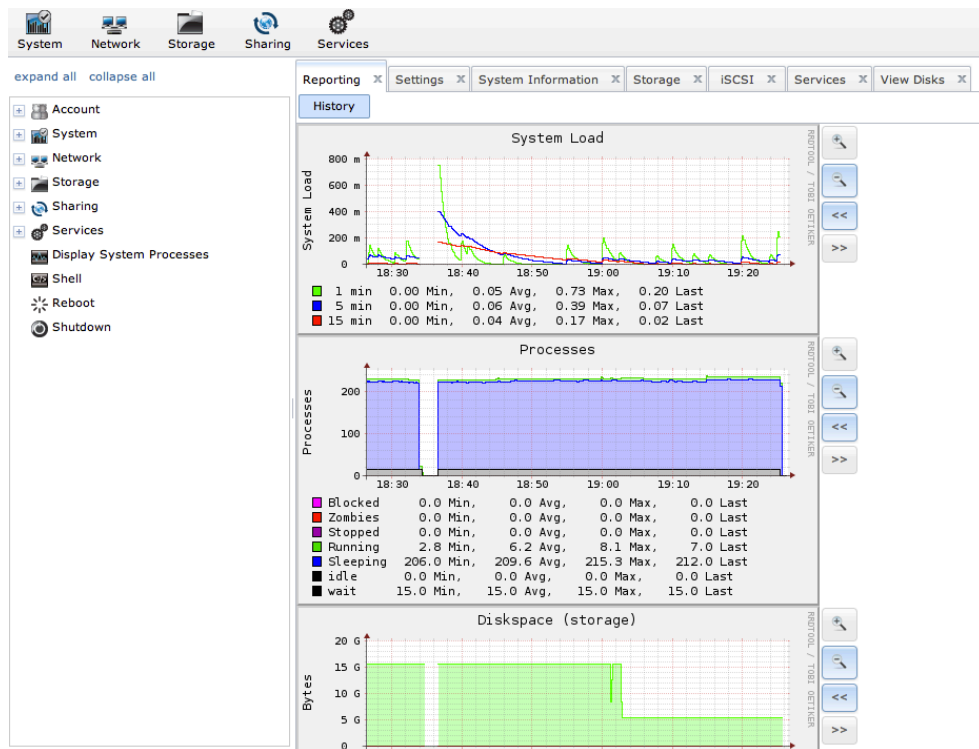 System Network Storage Sharing Services
expand all collapse all
Account
System
Network
Storage
Sharing
Services
Display System Processes
Shell
Reboot
Shutdown
Reporting X Settings X System Information X Storage X iSCSI X Services X View Disks X
History
System Load
RRDTOOL / TOBI OETIKER
System Load
800 m
600 m
400 m
200 m
0
18:30 18:40 18:50 19:00 19:10 19:20
1 min 0.00 Min, 0.05 Avg, 0.73 Max, 0.20 Last
5 min 0.00 Min, 0.06 Avg, 0.39 Max, 0.07 Last
15 min 0.00 Min, 0.04 Avg, 0.17 Max, 0.02 Last
<<
>>
Processes
RRDTOOL / TOBI OETIKER
Processes
200
100
0
18:30 18:40 18:50 19:00 19:10 19:20
Blocked 0.0 Min, 0.0 Avg, 0.0 Max, 0.0 Last
Zombies 0.0 Min, 0.0 Avg, 0.0 Max, 0.0 Last
Stopped 0.0 Min, 0.0 Avg, 0.0 Max, 0.0 Last
Running 2.8 Min, 6.2 Avg, 8.1 Max, 7.0 Last
Sleeping 206.0 Min, 209.6 Avg, 215.3 Max, 212.0 Last
idle 0.0 Min, 0.0 Avg, 0.0 Max, 0.0 Last
wait 15.0 Min, 15.0 Avg, 15.0 Max, 15.0 Last
<<
>>
Diskspace (storage)
RRDTOOL / TOBI OETIKER
Bytes
20 G
15 G
10 G
5 G
0
<<
>>